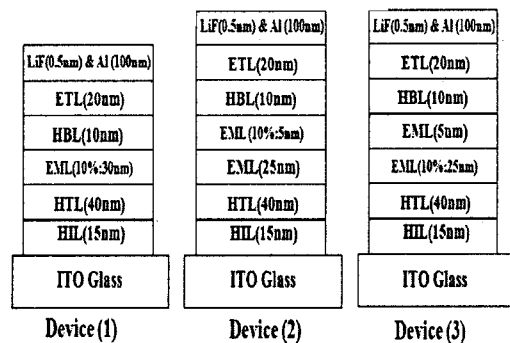 LiF(0.5nm) & Al (100nm)
ETL(20nm)
HBL(10nm)
EML(10%:30nm)
HTL(40nm)
HIL(15nm)
ITO Glass
Device (1)
LiF(0.5nm) & Al (100nm)
ETL(20nm)
HBL(10nm)
EML (10%:5nm)
EML(25nm)
HTL(40nm)
HIL(15nm)
ITO Glass
Device (2)
LiF(0.5nm) & Al (100nm)
ETL(20nm)
HBL(10nm)
EML(5nm)
EML(10%:25nm)
HTL(40nm)
HIL(15nm)
ITO Glass
Device (3)